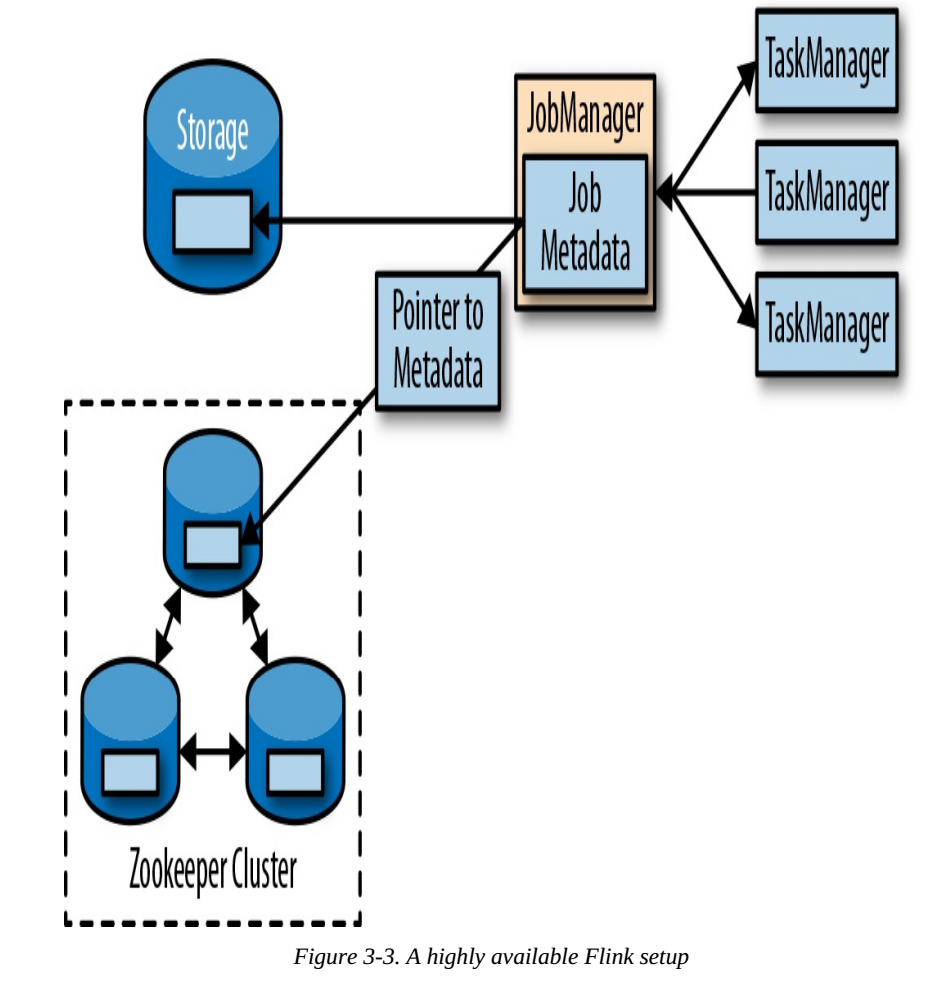 Storage
JobManager
Job
Metadata
TaskManager
TaskManager
TaskManager
Pointer to
Metadata
Zookeeper Cluster
Figure 3-3. A highly available Flink setup